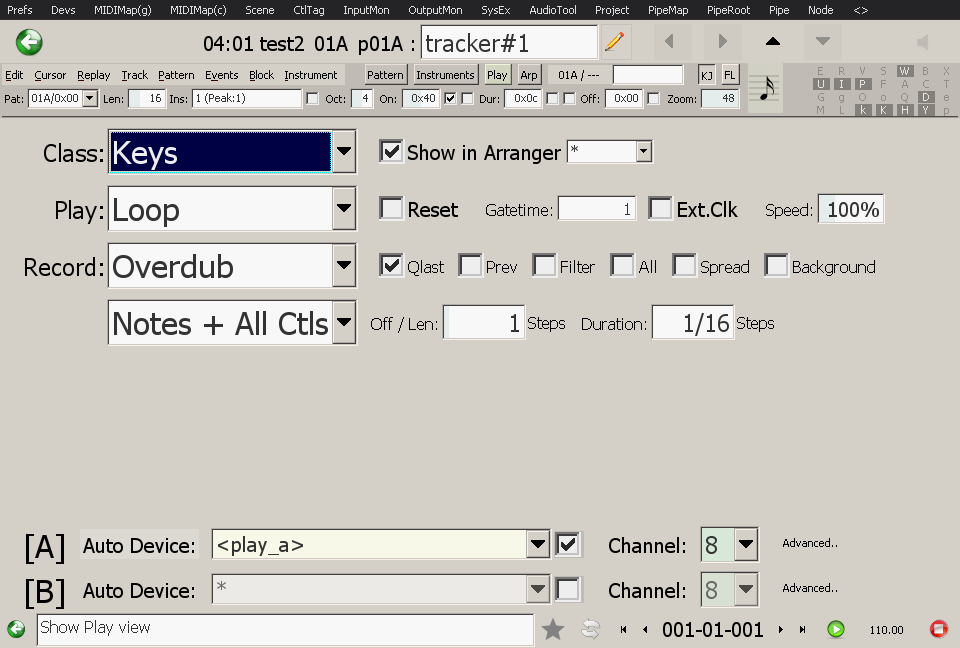 Prefs Devs MIDIMap(g) MIDIMap(c) Scene CtlTag InputMon OutputMon SysEx AudioTool Project PipeMap PipeRoot Pipe Node <>
04:01 test2 01A p01A : tracker#1
Edit Cursor Replay Track Pattern Events Block Instrument Pattern Instruments Play Arp 01A / --- KJ FL
Pat: 01A/0x00 Len: 16 Ins: 1 (Peak:1) Oct: 4 On: 0x40 Dur: 0x0c Off: 0x00 Zoom: 48
E R V S W B X
U I P F A C T
G g O o Q D e
M L k K H Y p
Class: Keys Show in Arranger *
Play: Loop Reset Gatetime: 1 Ext.Clk Speed: 100%
Record: Overdub Qlast Prev Filter All Spread Background
Notes + All Ctls Off / Len: 1 Steps Duration: 1/16 Steps
[A] Auto Device: <play_a> Channel: 8 Advanced..
[B] Auto Device: * Channel: 8 Advanced..
Show Play view 001-01-001 110.00